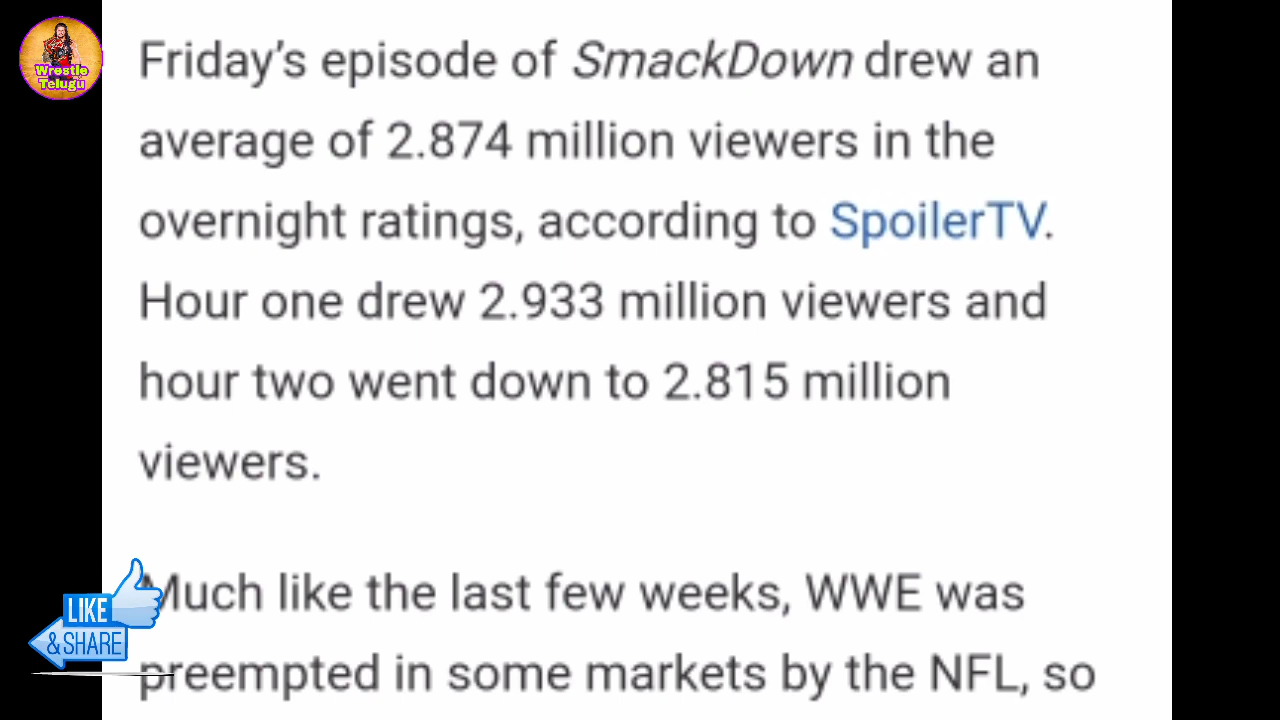 Wrestle
Telugu
Friday's episode of SmackDown drew an
average of 2.874 million viewers in the
overnight ratings, according to SpoilerTV.
Hour one drew 2.933 million viewers and
hour two went down to 2.815 million
viewers.
Much like the last few weeks, WWE was
preempted in some markets by the NFL, so
LIKE
& SHARE